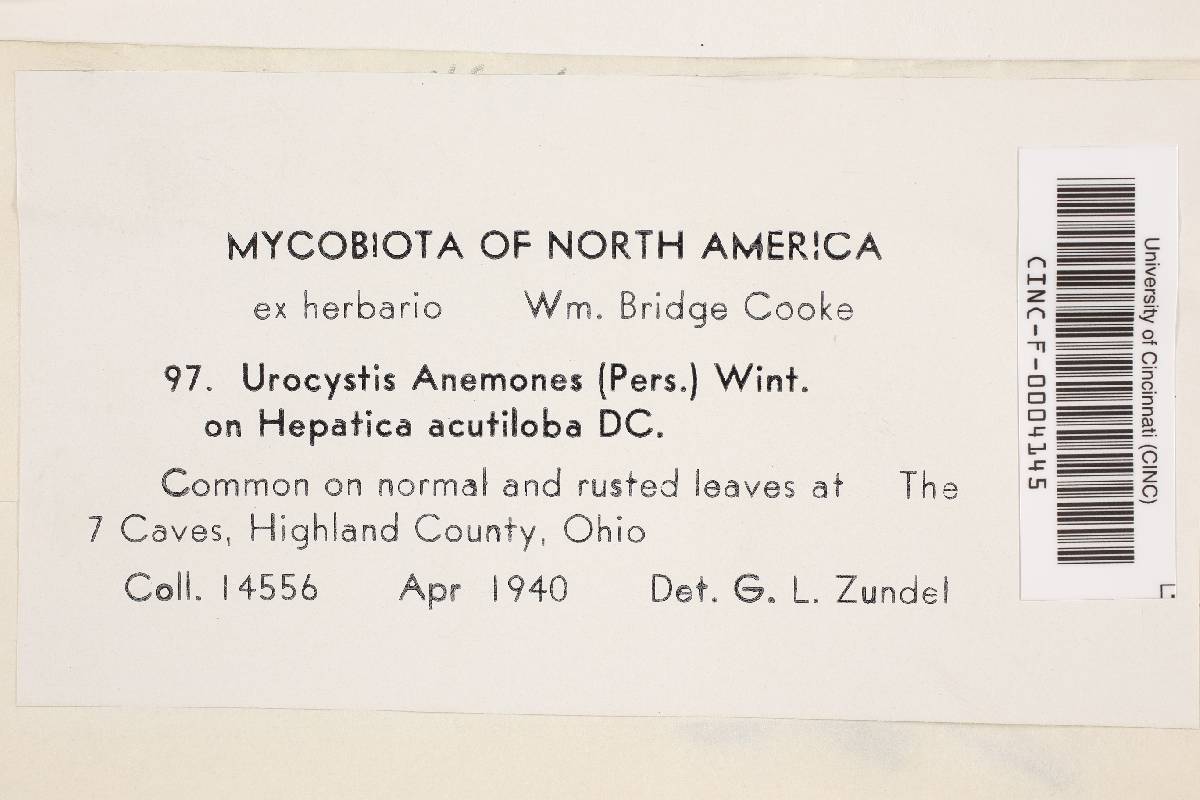 MYCOBIOTA OF NORTH AMERICA
ex herbario Wm. Bridge Cooke
97. Urocystis Anemones (Pers.) Wint.
on Hepatica acutiloba DC.
Common on normal and rusted leaves at The
7 Caves, Highland County, Ohio
Coll. 14556 Apr 1940 Det. G. L. Zundel
University of Cincinnati (CINC)
CINC-F-0004145